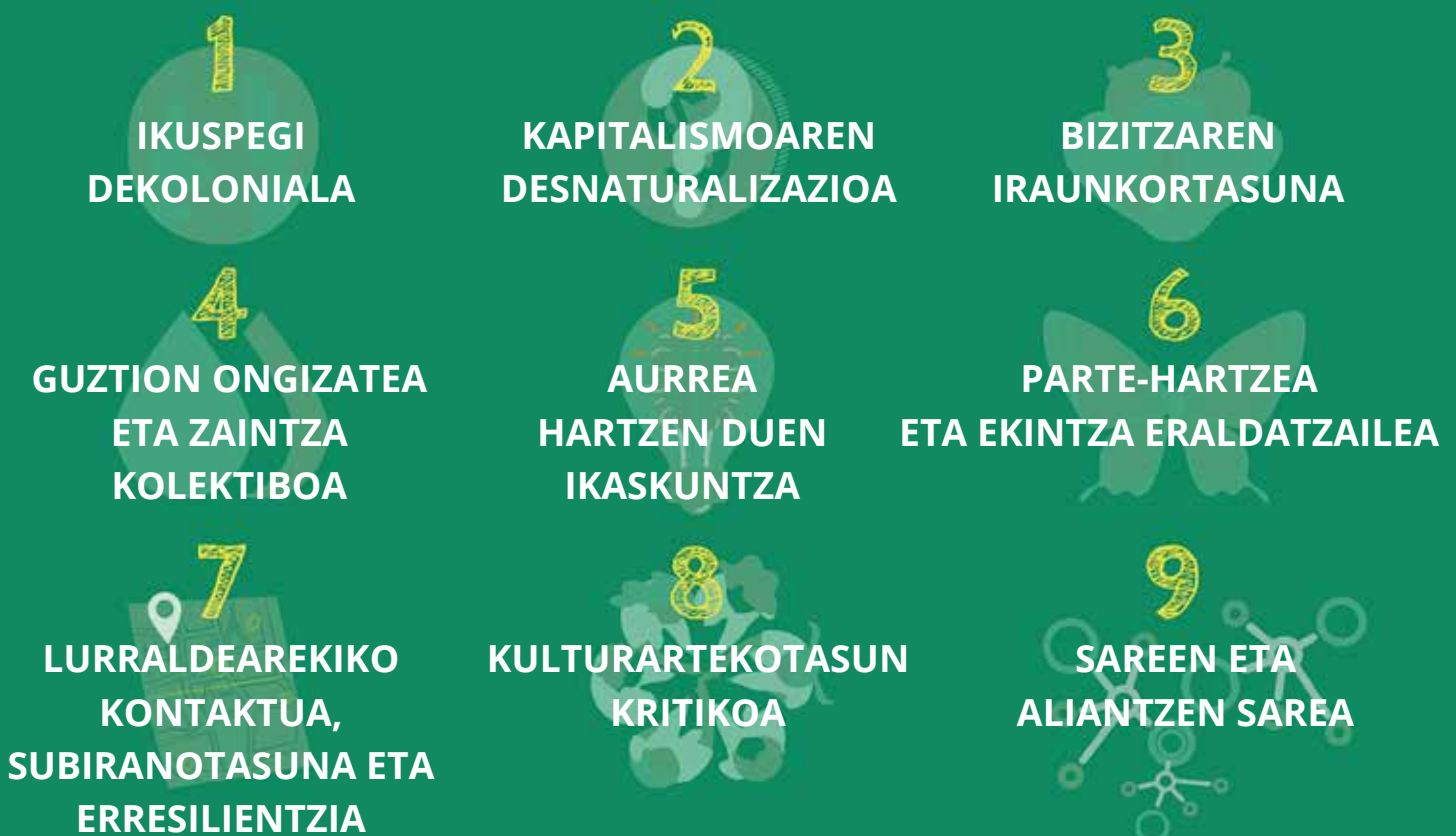 1
IKUSPEGI
DEKOLONIALA
2
KAPITALISMOAREN
DESNATURALIZAZIOA
3
BIZITZAREN
IRAUNKORTASUNA
4
GUZTION ONGIZATEA
ETA ZAINTZA
KOLEKTIBOA
5
AURREA
HARTZEN DUEN
IKASKUNTZA
6
PARTE-HARTZEA
ETA EKINTZA ERALDATZAILEA
7
LURRALDEAREKIKO
KONTAKTUA,
SUBIRANOTASUNA ETA
ERRESILIENTZIA
8
KULTURARTEKOTASUN
KRITIKOA
9
SAREEN ETA
ALIANTZEN SAREA